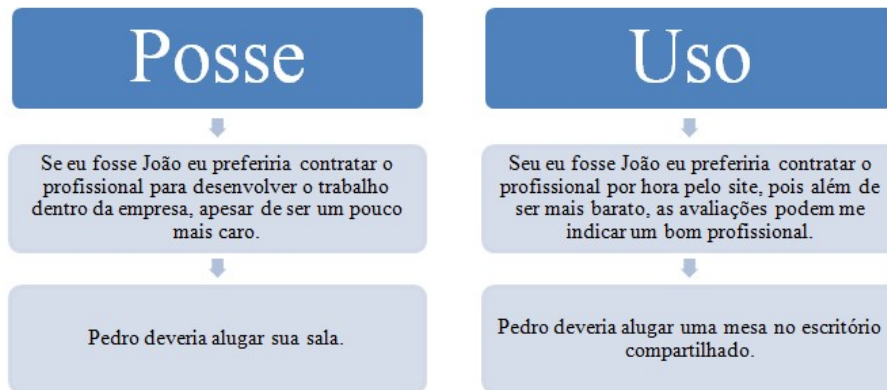 Posse
Se eu fosse João eu preferiria contratar o
profissional para desenvolver o trabalho
dentro da empresa, apesar de ser um pouco
mais caro.
Pedro deveria alugar sua sala.
Uso
Seu eu fosse João eu preferiria contratar o
profissional por hora pelo site, pois além de
ser mais barato, as avaliações podem me
indicar um bom profissional.
Pedro deveria alugar uma mesa no escritório
compartilhado.